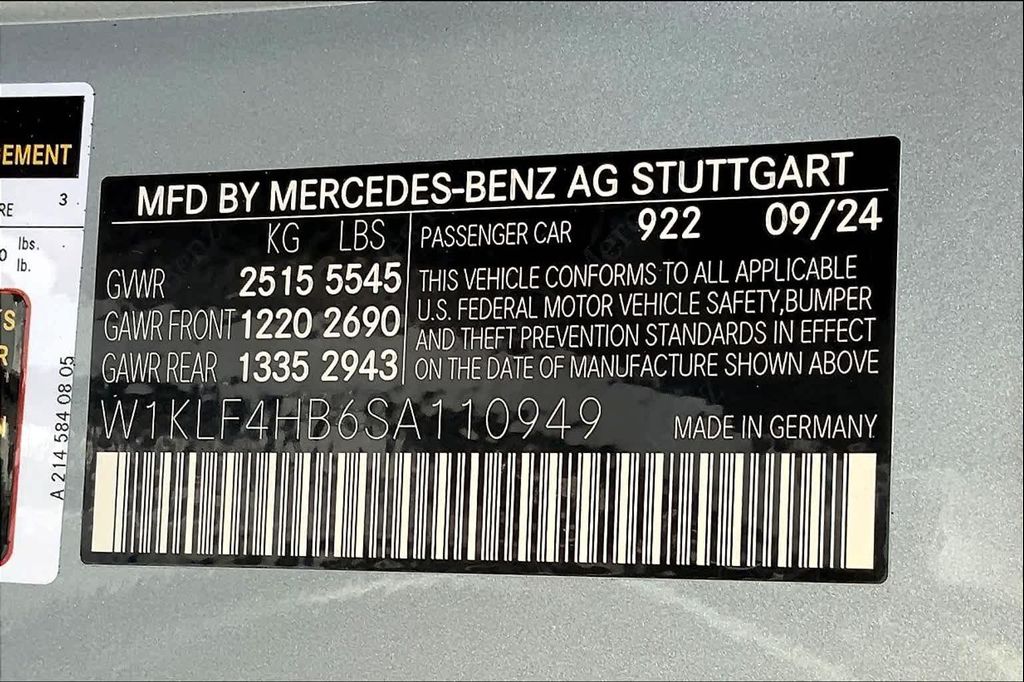 EMENT
RE 3
0 lbs.
lb.
S
R
N
A 214 584 08 05
MFD BY MERCEDES-BENZ AG STUTTGART
KG LBS
GVWR 2515 5545
GAWR FRONT 1220 2690
GAWR REAR 1335 2943
PASSENGER CAR 922 09/24
THIS VEHICLE CONFORMS TO ALL APPLICABLE
U.S. FEDERAL MOTOR VEHICLE SAFETY,BUMPER
AND THEFT PREVENTION STANDARDS IN EFFECT
ON THE DATE OF MANUFACTURE SHOWN ABOVE
W1KLF4HB6SA110949 MADE IN GERMANY